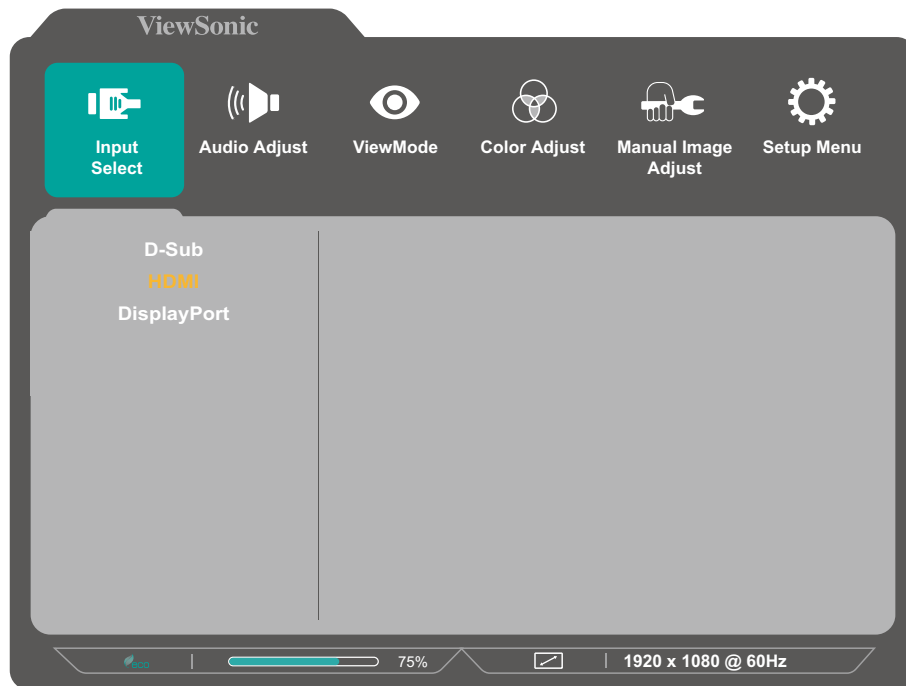 ViewSonic
Input
Select
Audio Adjust
ViewMode
Color Adjust
Manual Image
Adjust
Setup Menu
D-Sub
HDMI
DisplayPort
eco
75%
1920 x 1080 @ 60Hz